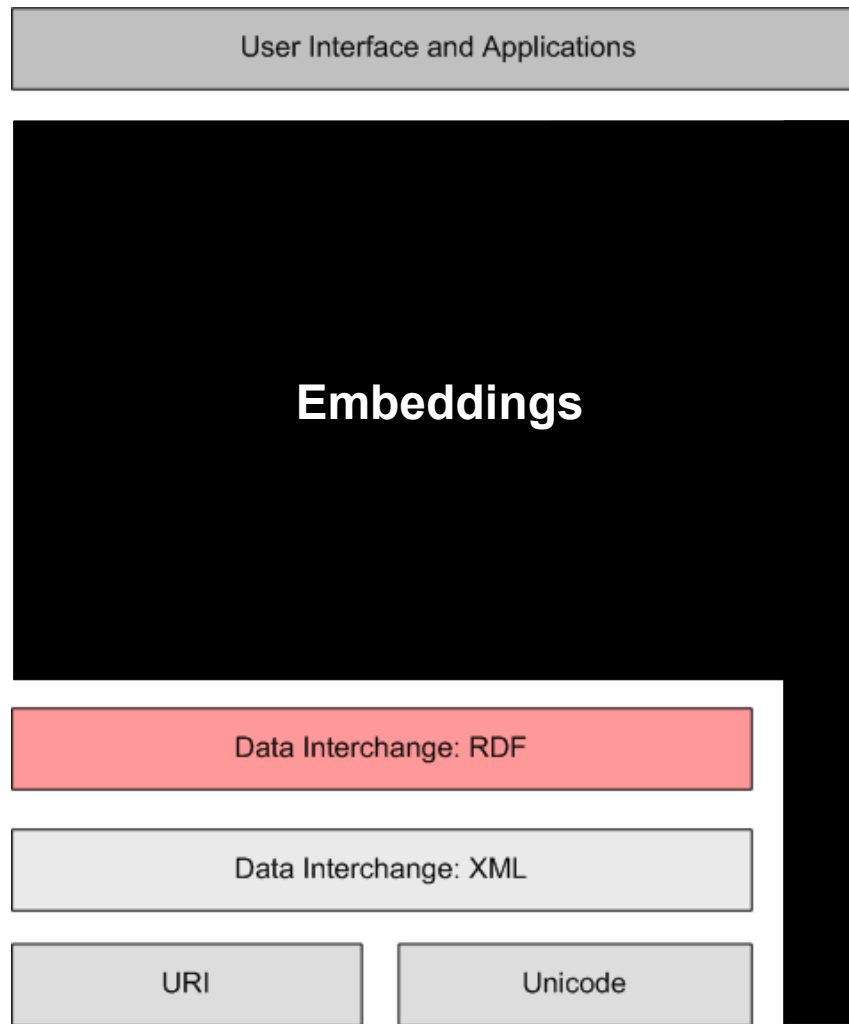 User Interface and Applications
Embeddings
Data Interchange: RDF
Data Interchange: XML
URI
Unicode